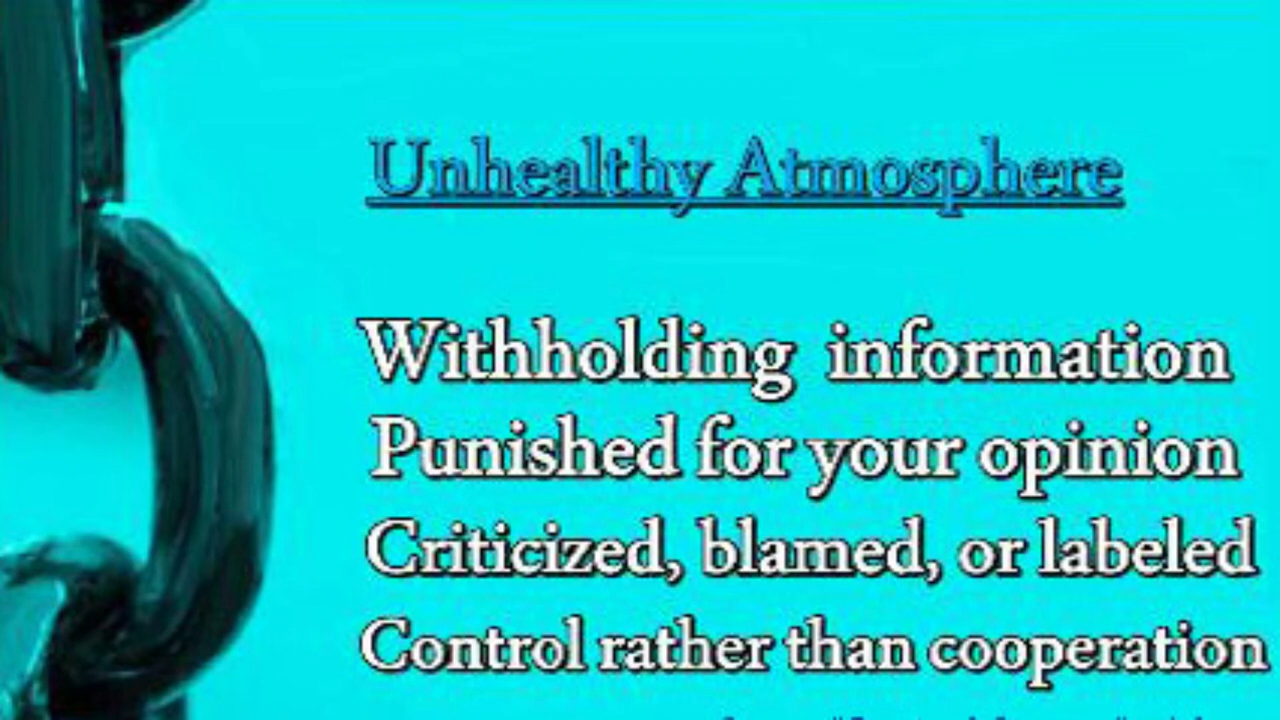 Unhealthy Atmosphere
Withholding information
Punished for your opinion
Criticized, blamed, or labeled
Control rather than cooperation